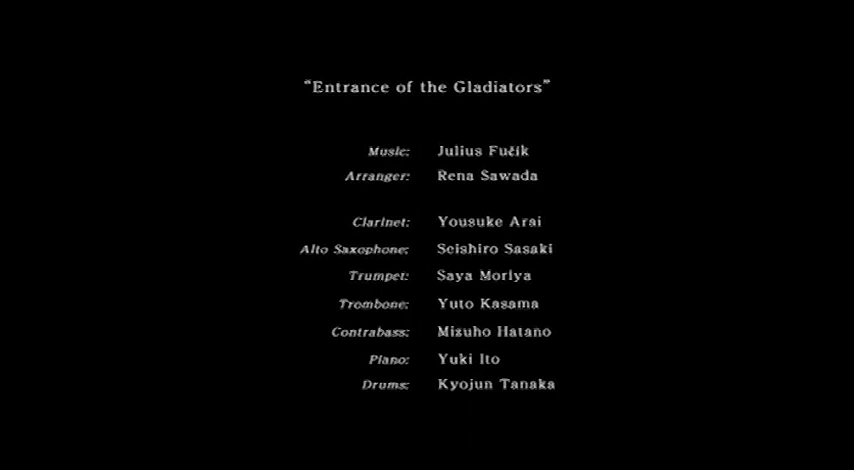 “Entrance of the Gladiators”
Music: Julius Fučík
Arranger: Rena Sawada
Clarinet: Yousuke Arai
Alto Saxophone: Seishiro Sasaki
Trumpet: Saya Moriya
Trombone: Yuto Kasama
Contrabass: Mizuho Hatano
Piano: Yuki Ito
Drums: Kyojun Tanaka